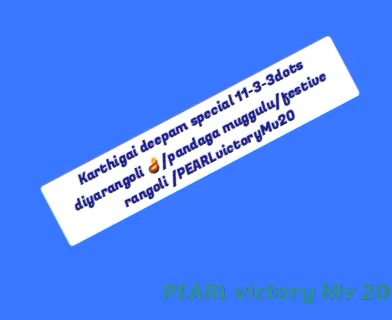 Karthigai deepam special 11-3-3dots
diyarangoli 🪔/pandaga muggulu/festive
rangoli /PEARLvictoryMv20
PEARL victory Mv 20